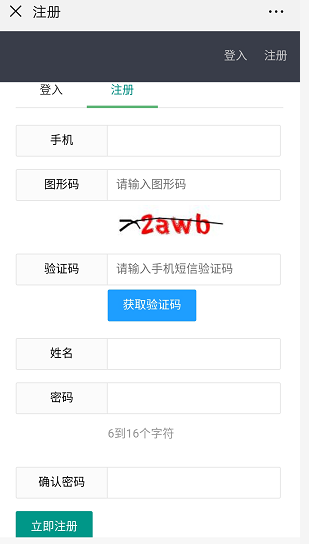 注册
登入 注册
登入 注册
手机
图形码 请输入图形码
2awb
验证码 请输入手机短信验证码
获取验证码
姓名
密码
6到16个字符
确认密码
立即注册